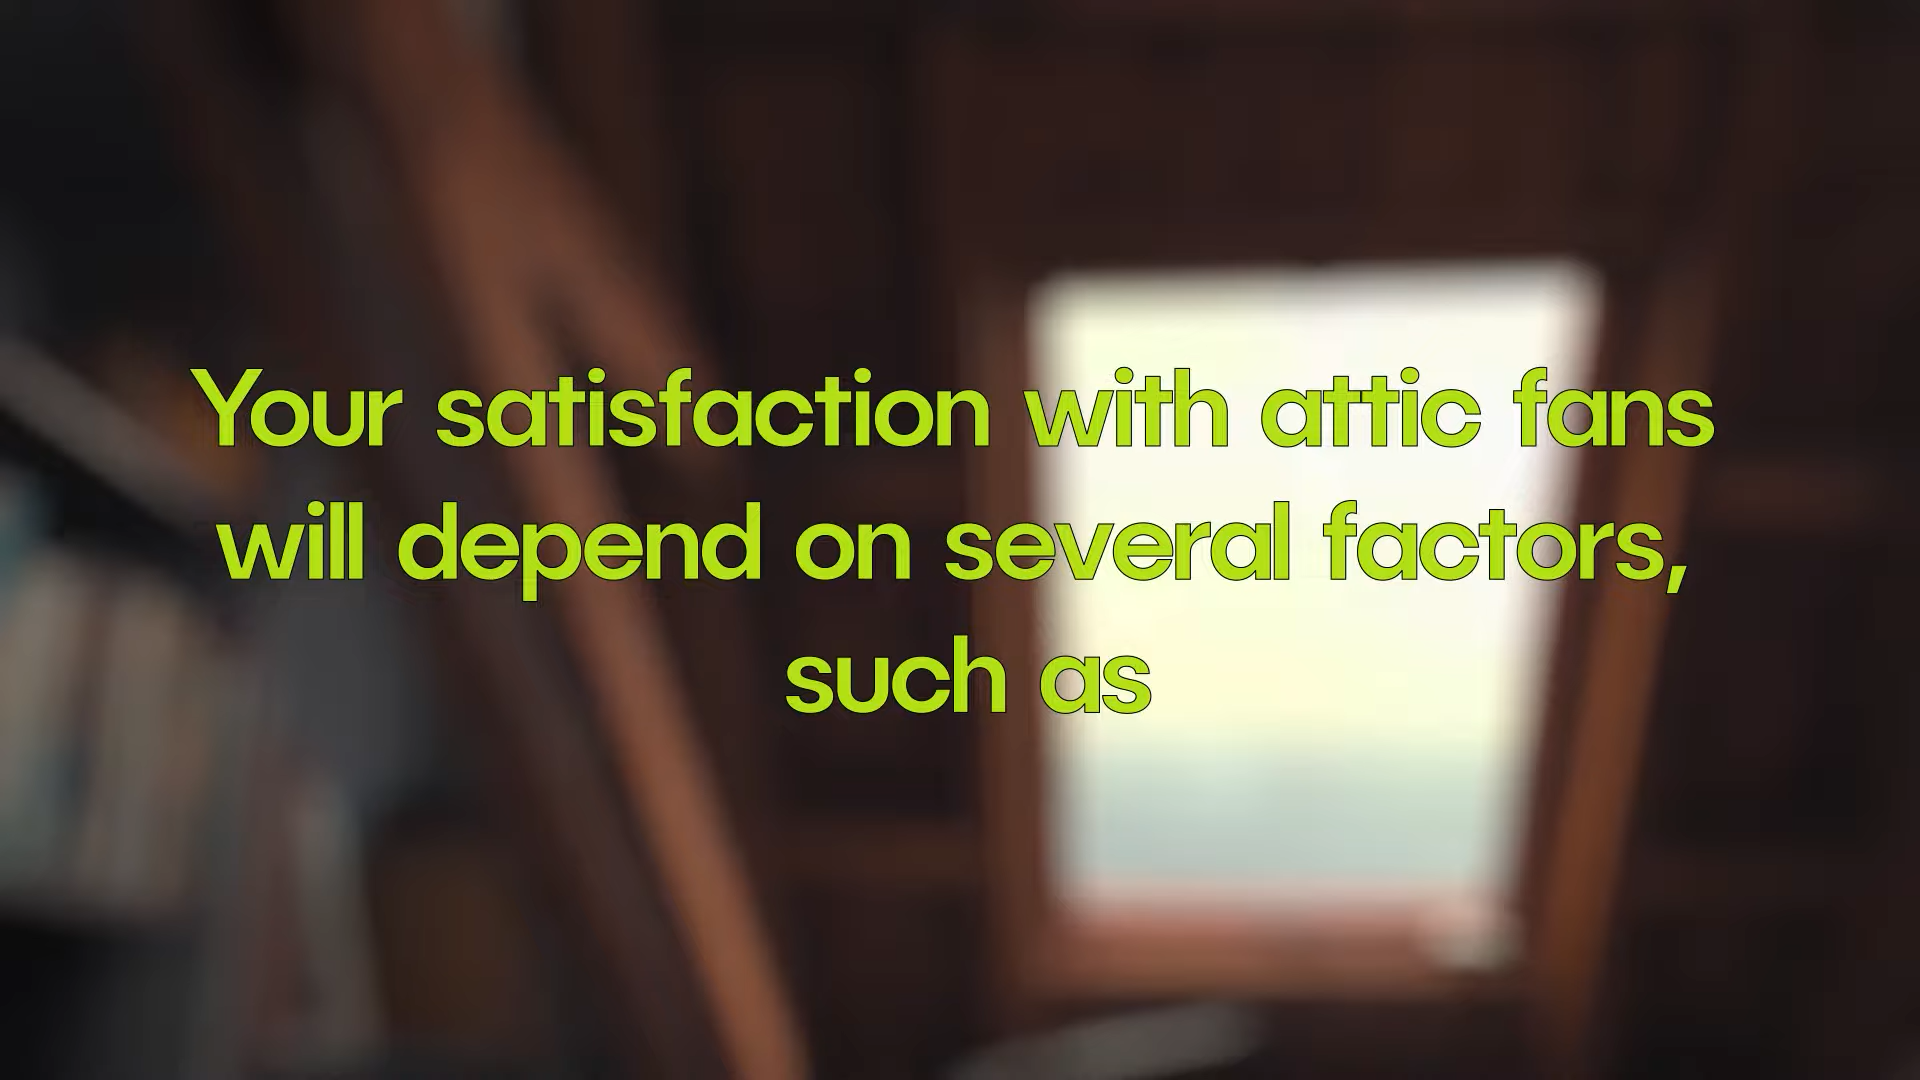 Your satisfaction with attic fans
will depend on several factors,
such as